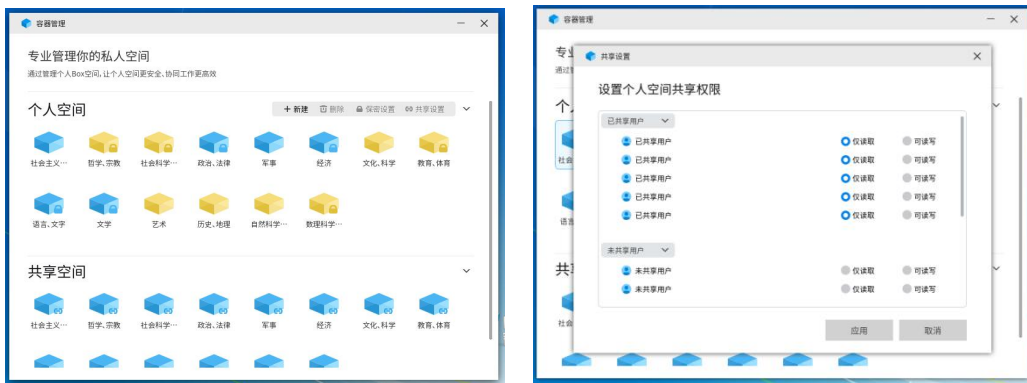 容器管理
专业管理你的私人空间
通过管理个人Box空间,让个人空间更安全、协同工作更高效
个人空间
+ 新建 删除 保密设置 共享设置
社会主义… 哲学、宗教 社会科学… 政治、法律 军事 经济 文化、科学 教育、体育
语言、文字 文学 艺术 历史、地理 自然科学… 数理科学…
共享空间
社会主义… 哲学、宗教 社会科学… 政治、法律 军事 经济 文化、科学 教育、体育
容器管理
专
通过
个
社会
语言
共
社会
共享设置
设置个人空间共享权限
已共享用户
已共享用户 仅读取 可读写
已共享用户 仅读取 可读写
已共享用户 仅读取 可读写
已共享用户 仅读取 可读写
已共享用户 仅读取 可读写
未共享用户
未共享用户 仅读取 可读写
未共享用户 仅读取 可读写
应用 取消